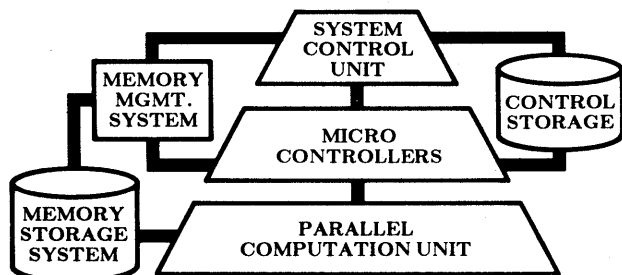 SYSTEM
CONTROL
UNIT
MEMORY
MGMT.
SYSTEM
CONTROL
STORAGE
MICRO
CONTROLLERS
MEMORY
STORAGE
SYSTEM
PARALLEL
COMPUTATION UNIT